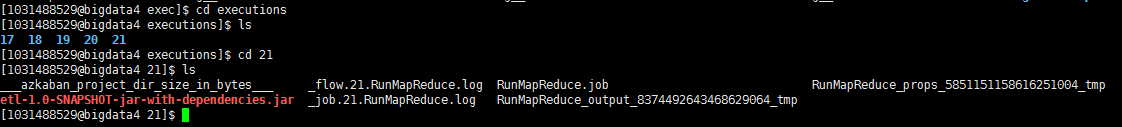 [1031488529@bigdata4 exec]$ cd executions
[1031488529@bigdata4 executions]$ ls
17  18  19  20  21
[1031488529@bigdata4 executions]$ cd 21
[1031488529@bigdata4 21]$ ls
___azkaban_project_dir_size_in_bytes___  _flow.21.RunMapReduce.log  RunMapReduce.job  RunMapReduce_props_5851151158616251004_tmp
etl-1.0-SNAPSHOT-jar-with-dependencies.jar  _job.21.RunMapReduce.log  RunMapReduce_output_8374492643468629064_tmp
[1031488529@bigdata4 21]$